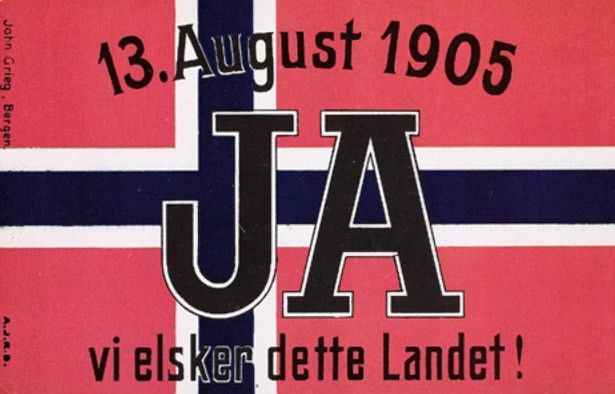 13. August 1905
JA
vi elsker dette Landet!
John Grieg, Bergen.
A.J.K.B.